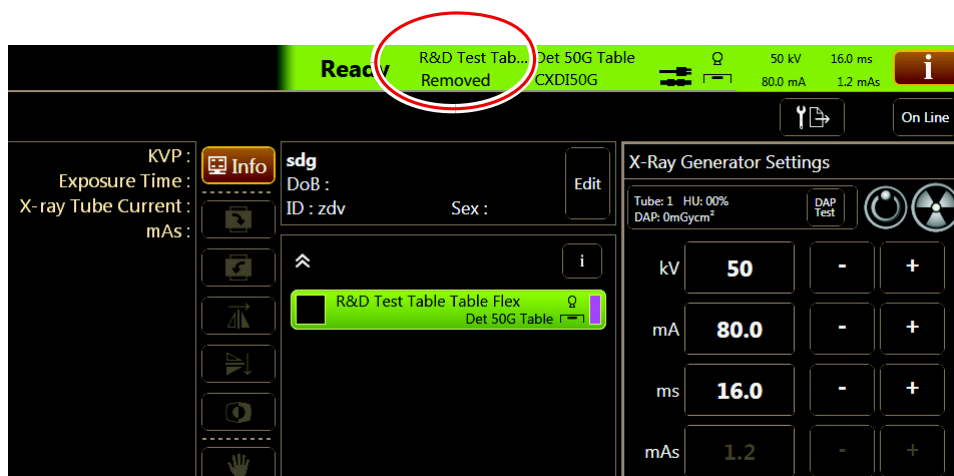 Ready
R&D Test Tab...
Removed
Det 50G Table
CXDI50G
50 kV
16.0 ms
80.0 mA
1.2 mAs
i
On Line
KVP :
Exposure Time :
X-ray Tube Current :
mAs :
Info
sdg
DoB :
ID : zdv
Sex :
Edit
i
R&D Test Table Table Flex
Det 50G Table
X-Ray Generator Settings
Tube: 1 HU: 00%
DAP: 0mGycm²
DAP
Test
kV 50 - +
mA 80.0 - +
ms 16.0 - +
mAs 1.2 - +